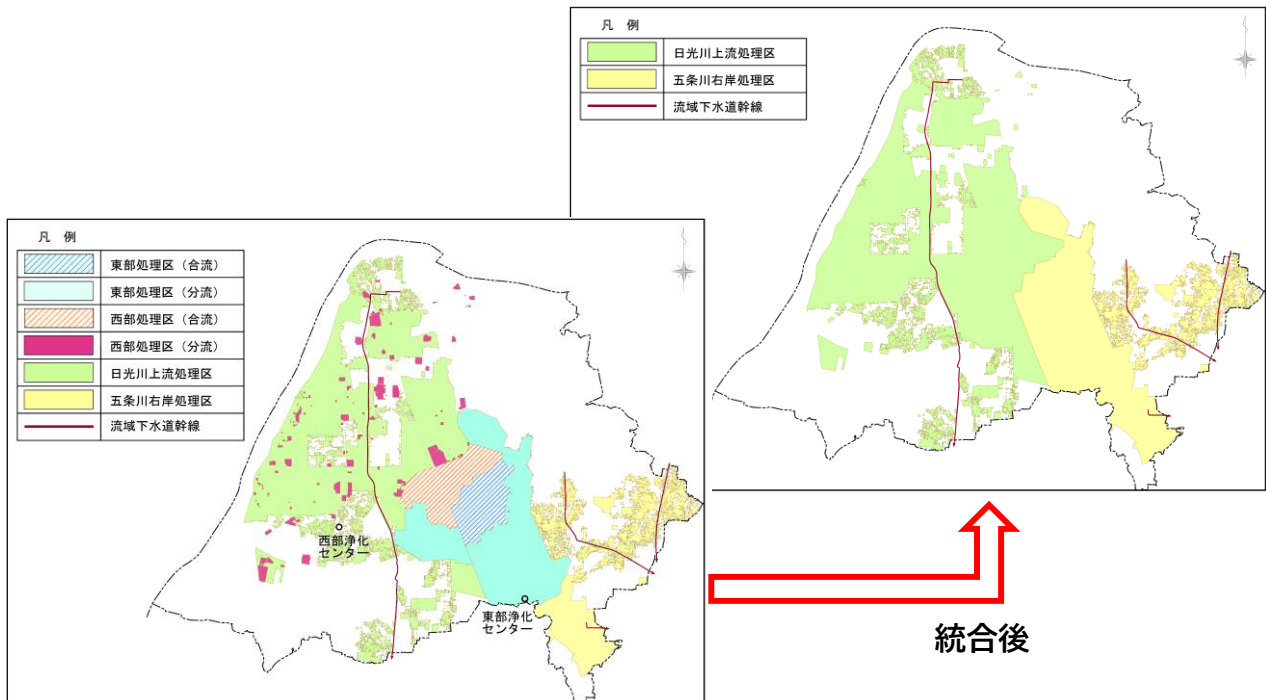 凡 例
日光川上流処理区
五条川右岸処理区
流域下水道幹線
凡 例
東部処理区（合流）
東部処理区（分流）
西部処理区（合流）
西部処理区（分流）
日光川上流処理区
五条川右岸処理区
流域下水道幹線
西部浄化
センター
東部浄化
センター
統合後